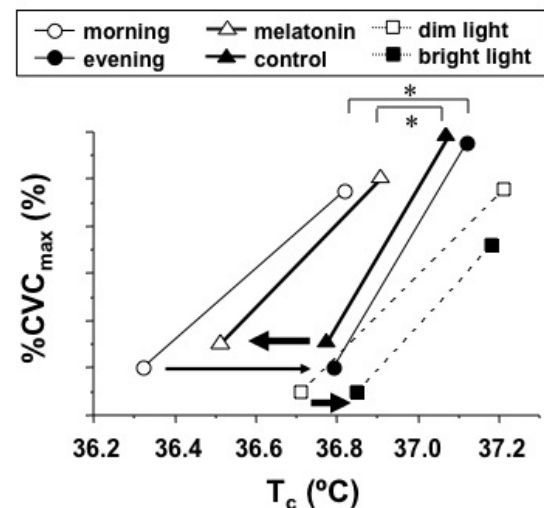 morning melatonin dim light
evening control bright light
*
*
%CVCmax (%)
36.2 36.4 36.6 36.8 37.0 37.2
Tc (ºC)